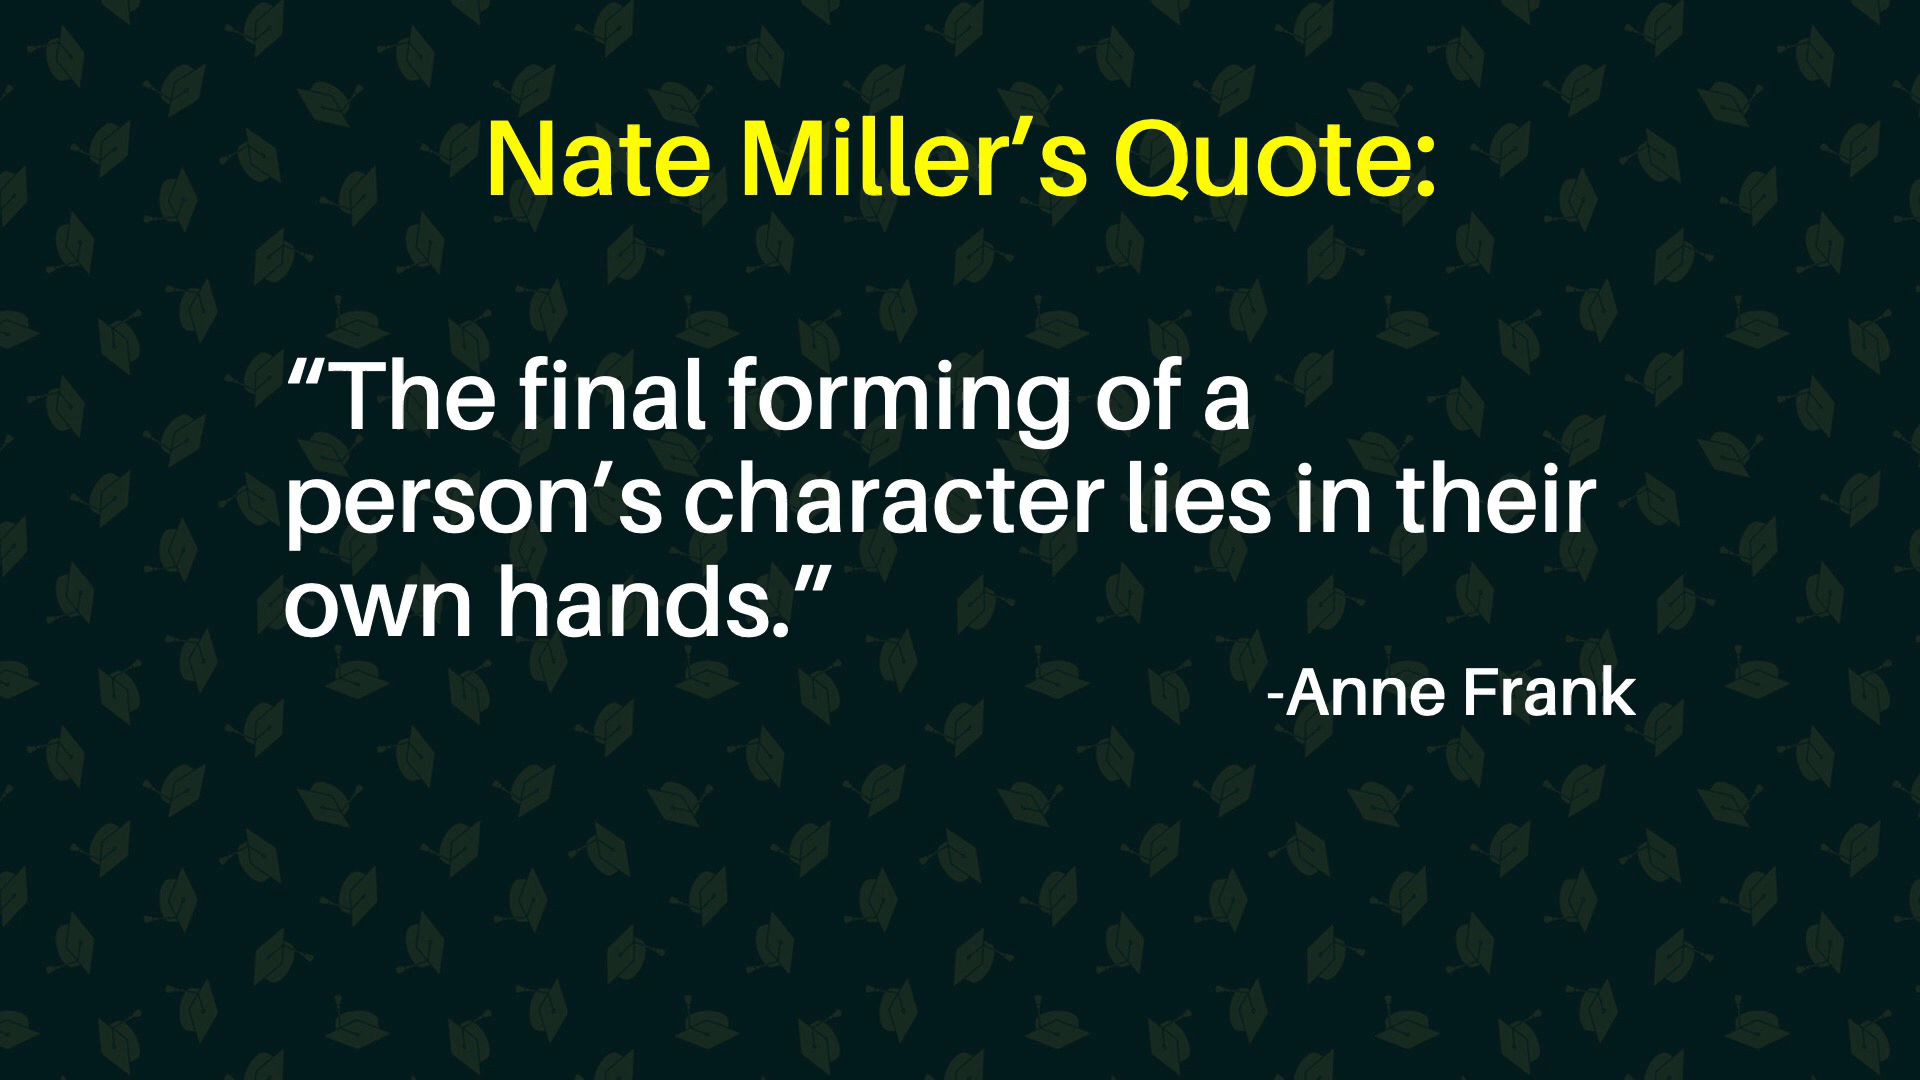 Nate Miller’s Quote:
“The final forming of a
person’s character lies in their
own hands.”
-Anne Frank